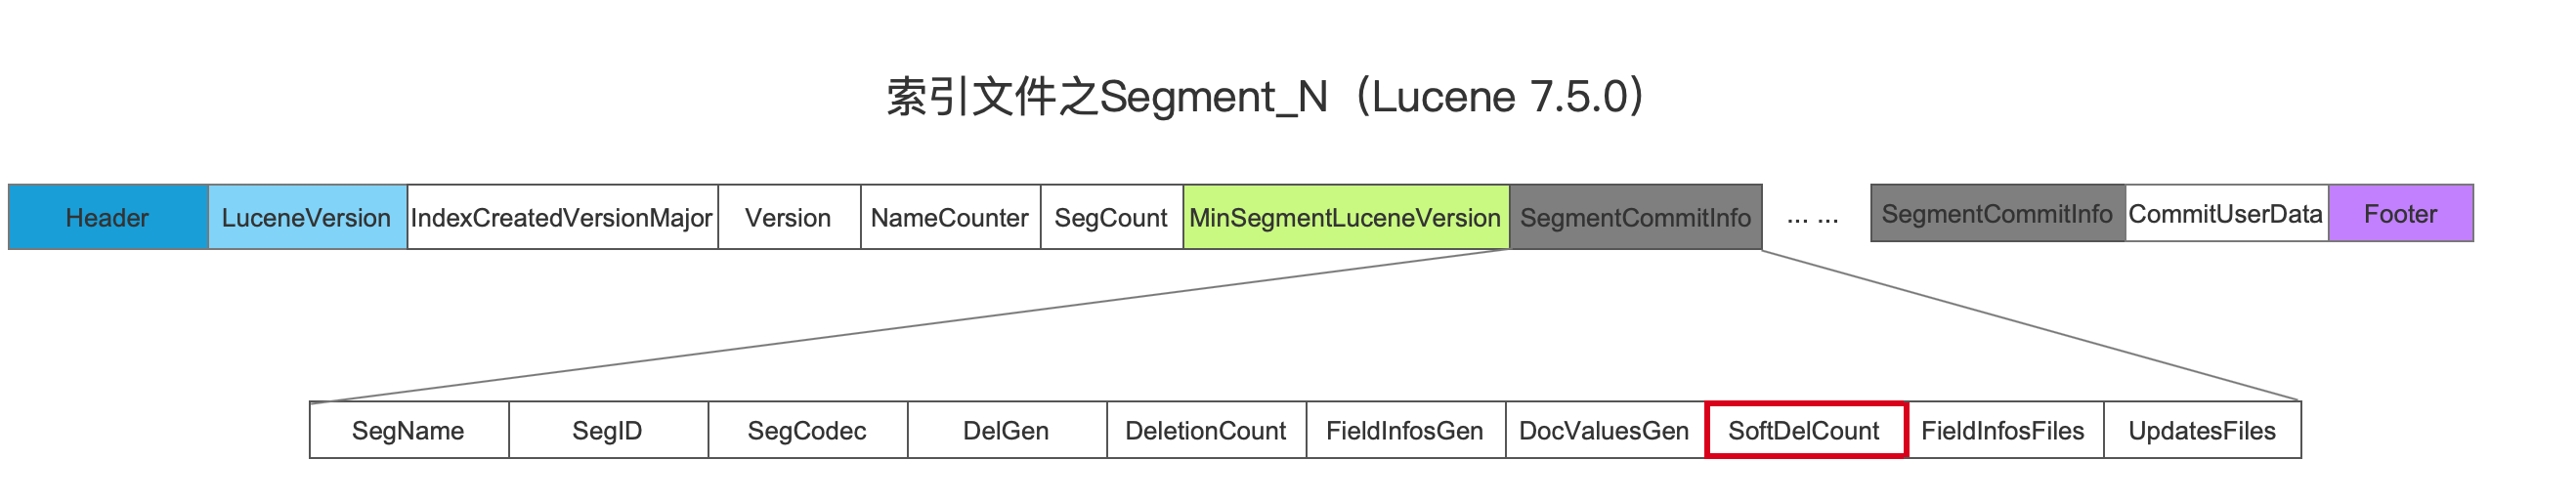 索引文件之Segment_N（Lucene 7.5.0）
Header LuceneVersion IndexCreatedVersionMajor Version NameCounter SegCount MinSegmentLuceneVersion SegmentCommitInfo ... ... SegmentCommitInfo CommitUserData Footer
SegName SegID SegCodec DelGen DeletionCount FieldInfosGen DocValuesGen SoftDelCount FieldInfosFiles UpdatesFiles